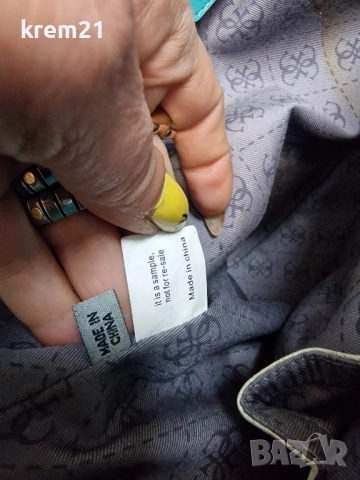 krem21
it is a sample,
not for re-sale
Made in china
MADE IN
CHINA
BAZAR